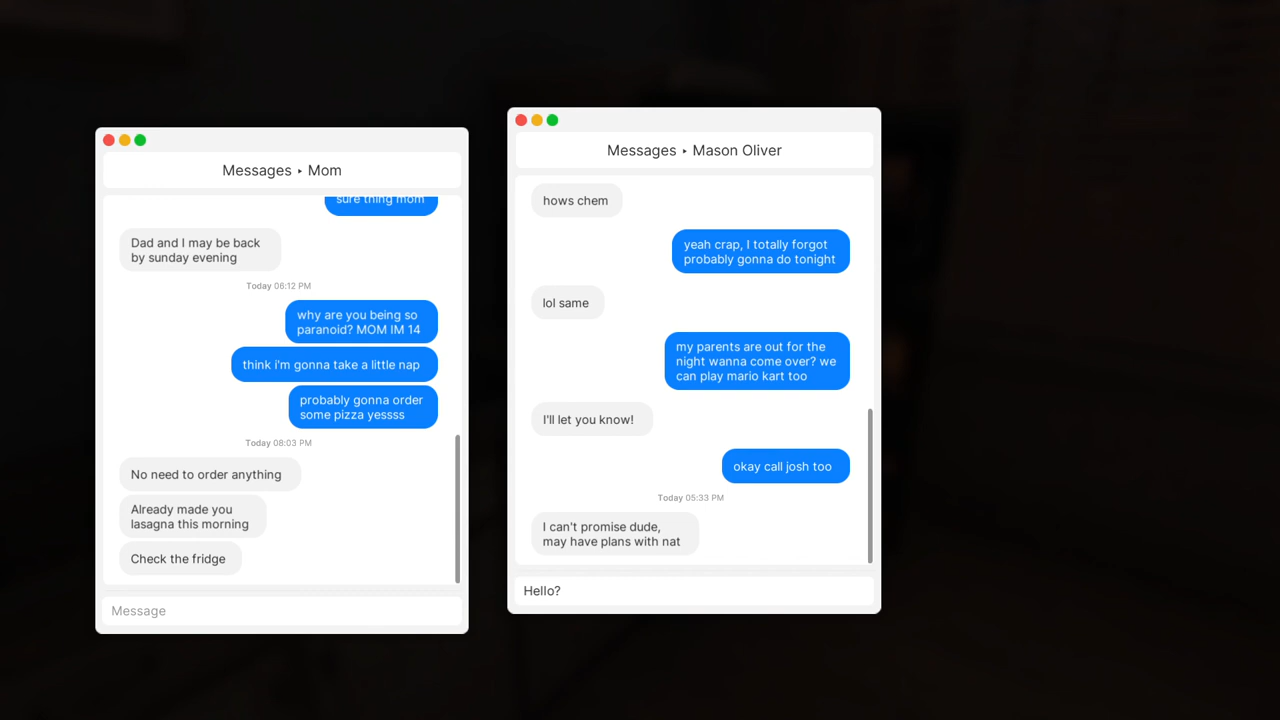 Messages ▸ Mom
sure thing mom
Dad and I may be back
by sunday evening
Today 06:12 PM
why are you being so
paranoid? MOM IM 14
think i'm gonna take a little nap
probably gonna order
some pizza yessss
Today 08:03 PM
No need to order anything
Already made you
lasagna this morning
Check the fridge
Message
Messages ▸ Mason Oliver
hows chem
yeah crap, I totally forgot
probably gonna do tonight
lol same
my parents are out for the
night wanna come over? we
can play mario kart too
I'll let you know!
okay call josh too
Today 05:33 PM
I can't promise dude,
may have plans with nat
Hello?